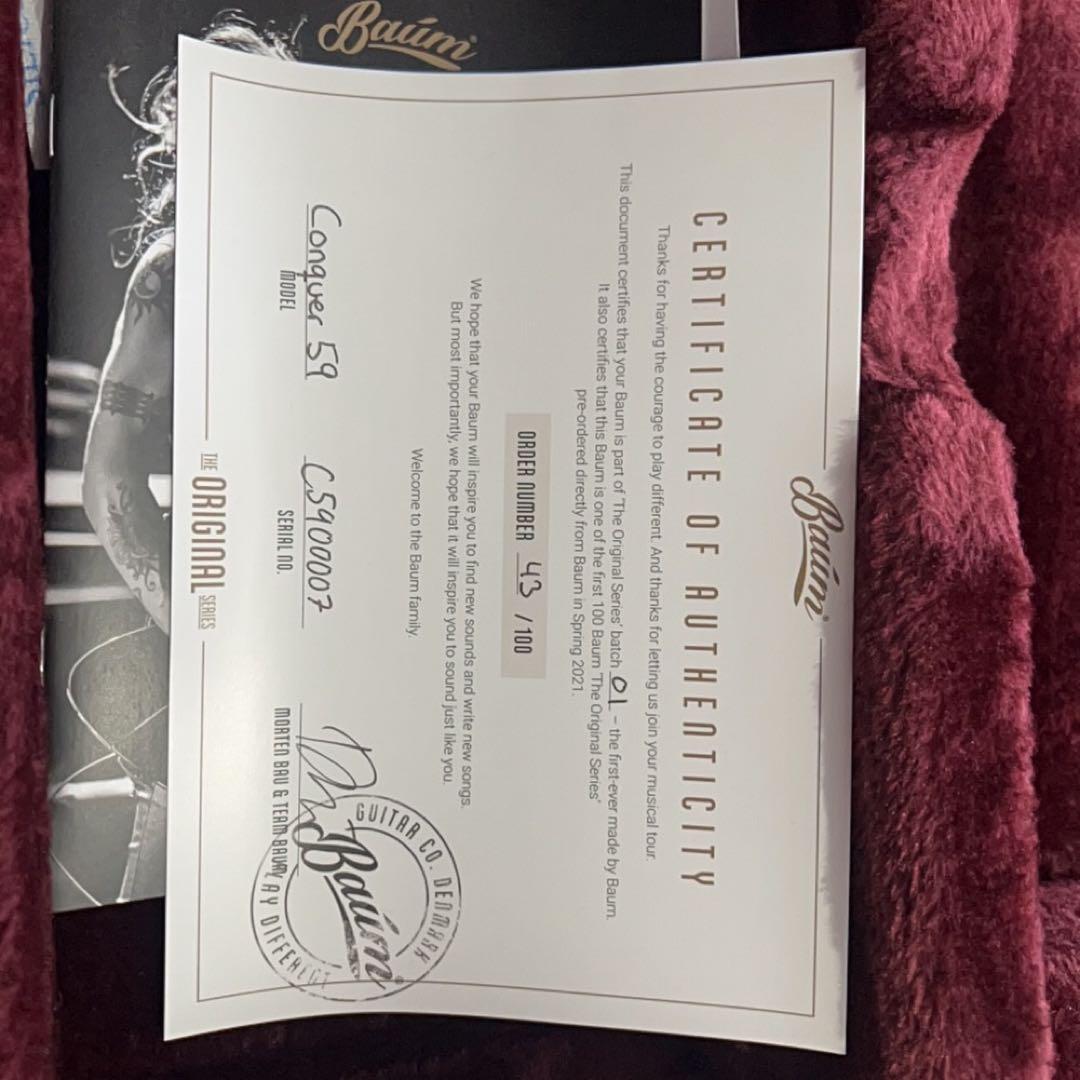 Baum
Baum
CERTIFICATE OF AUTHENTICITY
Thanks for having the courage to play different. And thanks for letting us join your musical tour.
This document certifies that your Baum is part of 'The Original Series' batch 01 – the first-ever made by Baum.
It also certifies that this Baum is one of the first 100 Baum 'The Original Series'
pre-ordered directly from Baum in Spring 2021.
ORDER NUMBER 43 / 100
We hope that your Baum will inspire you to find new sounds and write new songs.
But most importantly, we hope that it will inspire you to sound just like you.
Welcome to the Baum family.
Conquer 59
MODEL
C5900007
SERIAL NO.
MORTEN BAU & TEAM BAUM
GUITAR CO. DENMARK
Baum
PLAY DIFFERENT
THE ORIGINAL SERIES